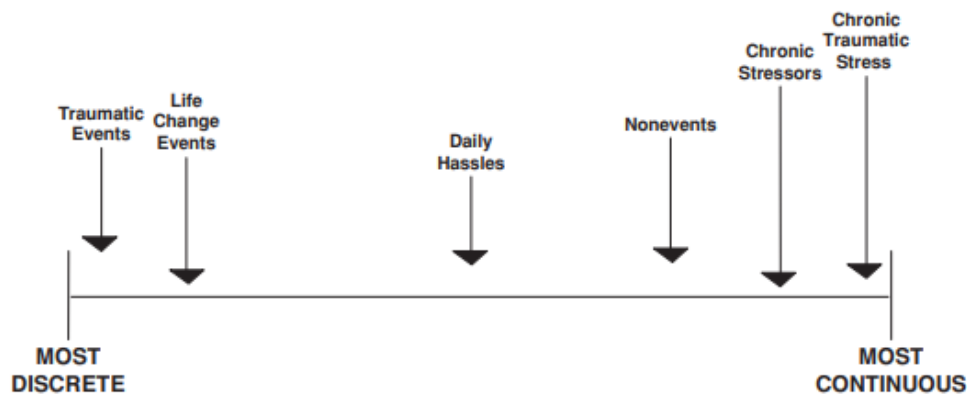 Traumatic
Events
Life
Change
Events
Daily
Hassles
Nonevents
Chronic
Stressors
Chronic
Traumatic
Stress
MOST
DISCRETE
MOST
CONTINUOUS